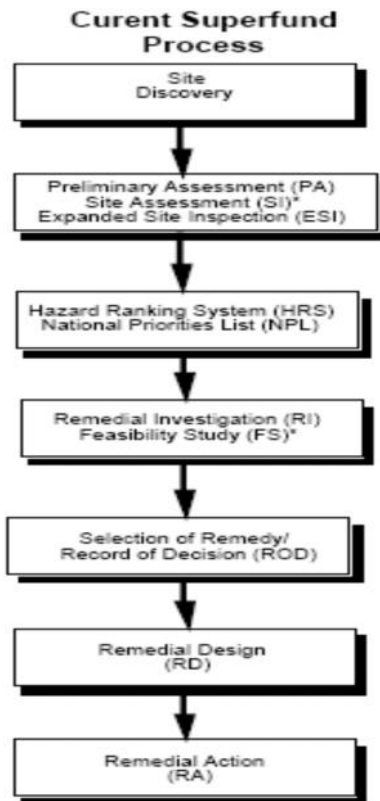 Curent Superfund
Process
Site
Discovery
Preliminary Assessment (PA)
Site Assessment (SI)*
Expanded Site Inspection (ESI)
Hazard Ranking System (HRS)
National Priorities List (NPL)
Remedial Investigation (RI)
Feasibility Study (FS)*
Selection of Remedy/
Record of Decision (ROD)
Remedial Design
(RD)
Remedial Action
(RA)